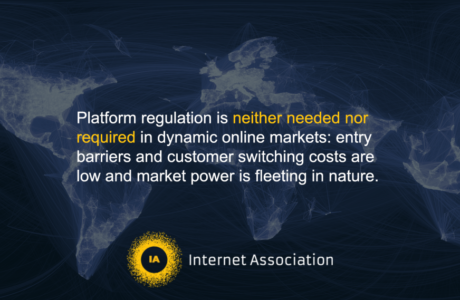 Platform regulation is neither needed nor
required in dynamic online markets: entry
barriers and customer switching costs are
low and market power is fleeting in nature.
IA Internet Association